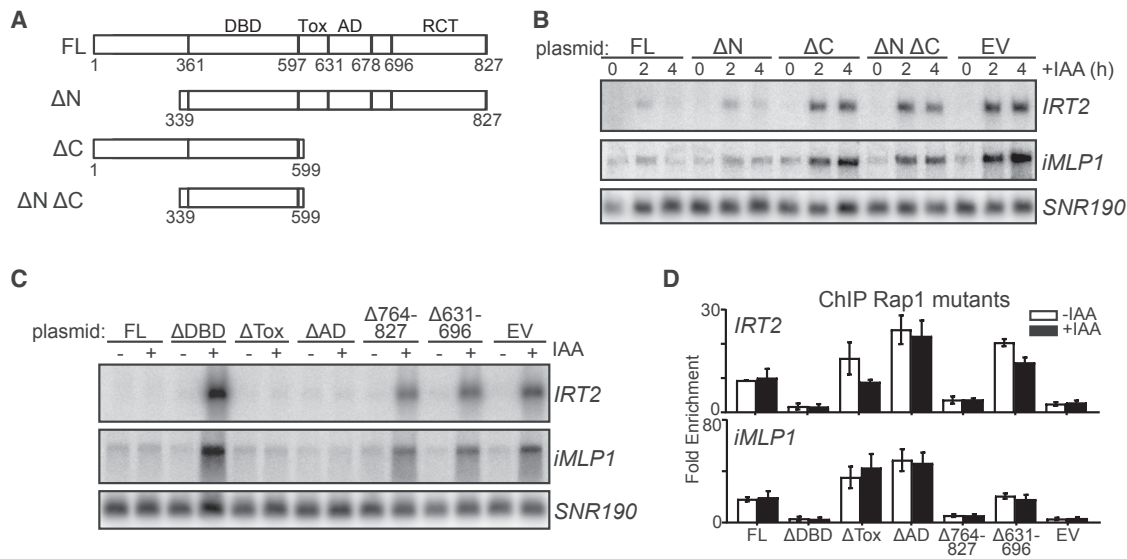 A
DBD Tox AD RCT
FL
1 361 597 631 678 696 827
ΔN
339 827
ΔC
1 599
ΔN ΔC
339 599
B
plasmid: FL ΔN ΔC ΔN ΔC EV
0 2 4 0 2 4 0 2 4 0 2 4 0 2 4 +IAA (h)
IRT2
iMLP1
SNR190
C
plasmid: FL ΔDBD ΔTox ΔAD Δ764-827 Δ631-696 EV
- + - + - + - + - + - + - + IAA
IRT2
iMLP1
SNR190
D
ChIP Rap1 mutants
-IAA
+IAA
Fold Enrichment
30
IRT2
0
80
iMLP1
0
FL ΔDBD ΔTox ΔAD Δ764-827 Δ631-696 EV